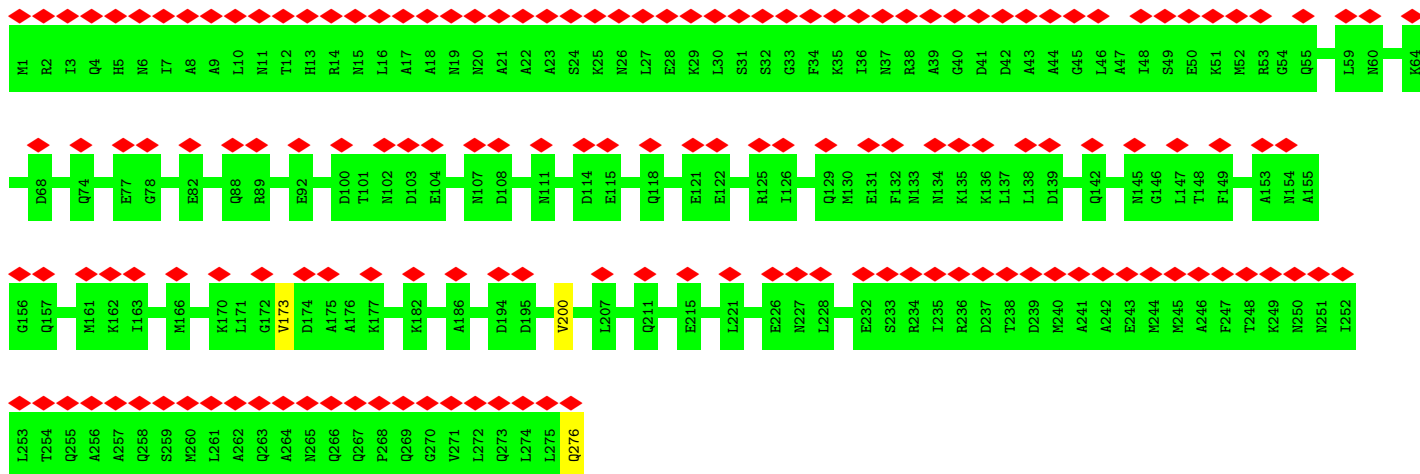 M1 R2 I3 Q4 H5 N6 I7 A8 A9 L10 N11 T12 H13 R14 N15 L16 A17 A18 N19 N20 A21 A22 A23 S24 K25 N26 L27 E28 K29 L30 S31 S32 G33 F34 K35 I36 N37 R38 A39 G40 D41 D42 A43 A44 G45 L46 A47 I48 S49 E50 K51 M52 R53 G54 Q55 L59 N60 K64
D68 Q74 E77 G78 E82 Q88 R89 E92 D100 T101 N102 D103 E104 N107 D108 N111 D114 E115 Q118 E121 E122 R125 I126 Q129 M130 E131 F132 N133 N134 K135 K136 L137 L138 D139 Q142 N145 G146 L147 T148 F149 A153 N154 A155
G156 Q157 M161 K162 I163 M166 K170 L171 G172 V173 D174 A175 A176 K177 K182 A186 D194 D195 V200 L207 Q211 E215 L221 E226 N227 L228 E232 S233 R234 I235 R236 D237 T238 D239 M240 A241 A242 E243 M244 M245 A246 F247 T248 K249 N250 N251 I252
L253 T254 Q255 A256 A257 Q258 S259 M260 L261 A262 Q263 A264 N265 Q266 Q267 P268 Q269 G270 V271 L272 Q273 L274 L275 Q276